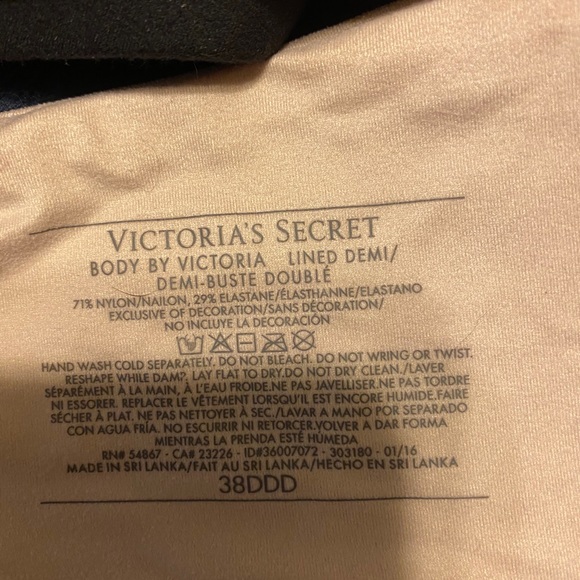 VICTORIA'S SECRET
BODY BY VICTORIA LINED DEMI/
DEMI-BUSTE DOUBLÉ
71% NYLON/NAILON, 29% ELASTANE/ÉLASTHANNE/ELASTANO
EXCLUSIVE OF DECORATION/SANS DÉCORATION/
NO INCLUYE LA DECORACIÓN
HAND WASH COLD SEPARATELY. DO NOT BLEACH. DO NOT WRING OR TWIST.
RESHAPE WHILE DAMP. LAY FLAT TO DRY.DO NOT DRY CLEAN./LAVER
SÉPARÉMENT À LA MAIN, À L'EAU FROIDE.NE PAS JAVELLISER.NE PAS TORDRE
NI ESSORER. REPLACER LE VÊTEMENT LORSQU'IL EST ENCORE HUMIDE.FAIRE
SÉCHER À PLAT. NE PAS NETTOYER À SEC./LAVAR A MANO POR SEPARADO
CON AGUA FRÍA. NO ESCURRIR NI RETORCER.VOLVER A DAR FORMA
MIENTRAS LA PRENDA ESTÉ HÚMEDA
RN# 54867 · CA# 23226 · ID#36007072 · 303180 · 01/16
MADE IN SRI LANKA/FAIT AU SRI LANKA/HECHO EN SRI LANKA
38DDD